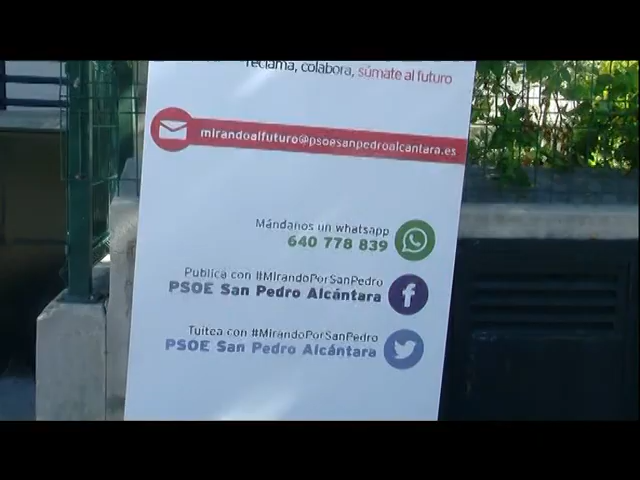 reclama, colabora, súmate al futuro
mirandoalfuturo@psoesanpedroalcantara.es
Mándanos un whatsapp
640 778 839
Publica con #MirandoPorSanPedro
PSOE San Pedro Alcántara
Tuitea con #MirandoPorSanPedro
PSOE San Pedro Alcántara